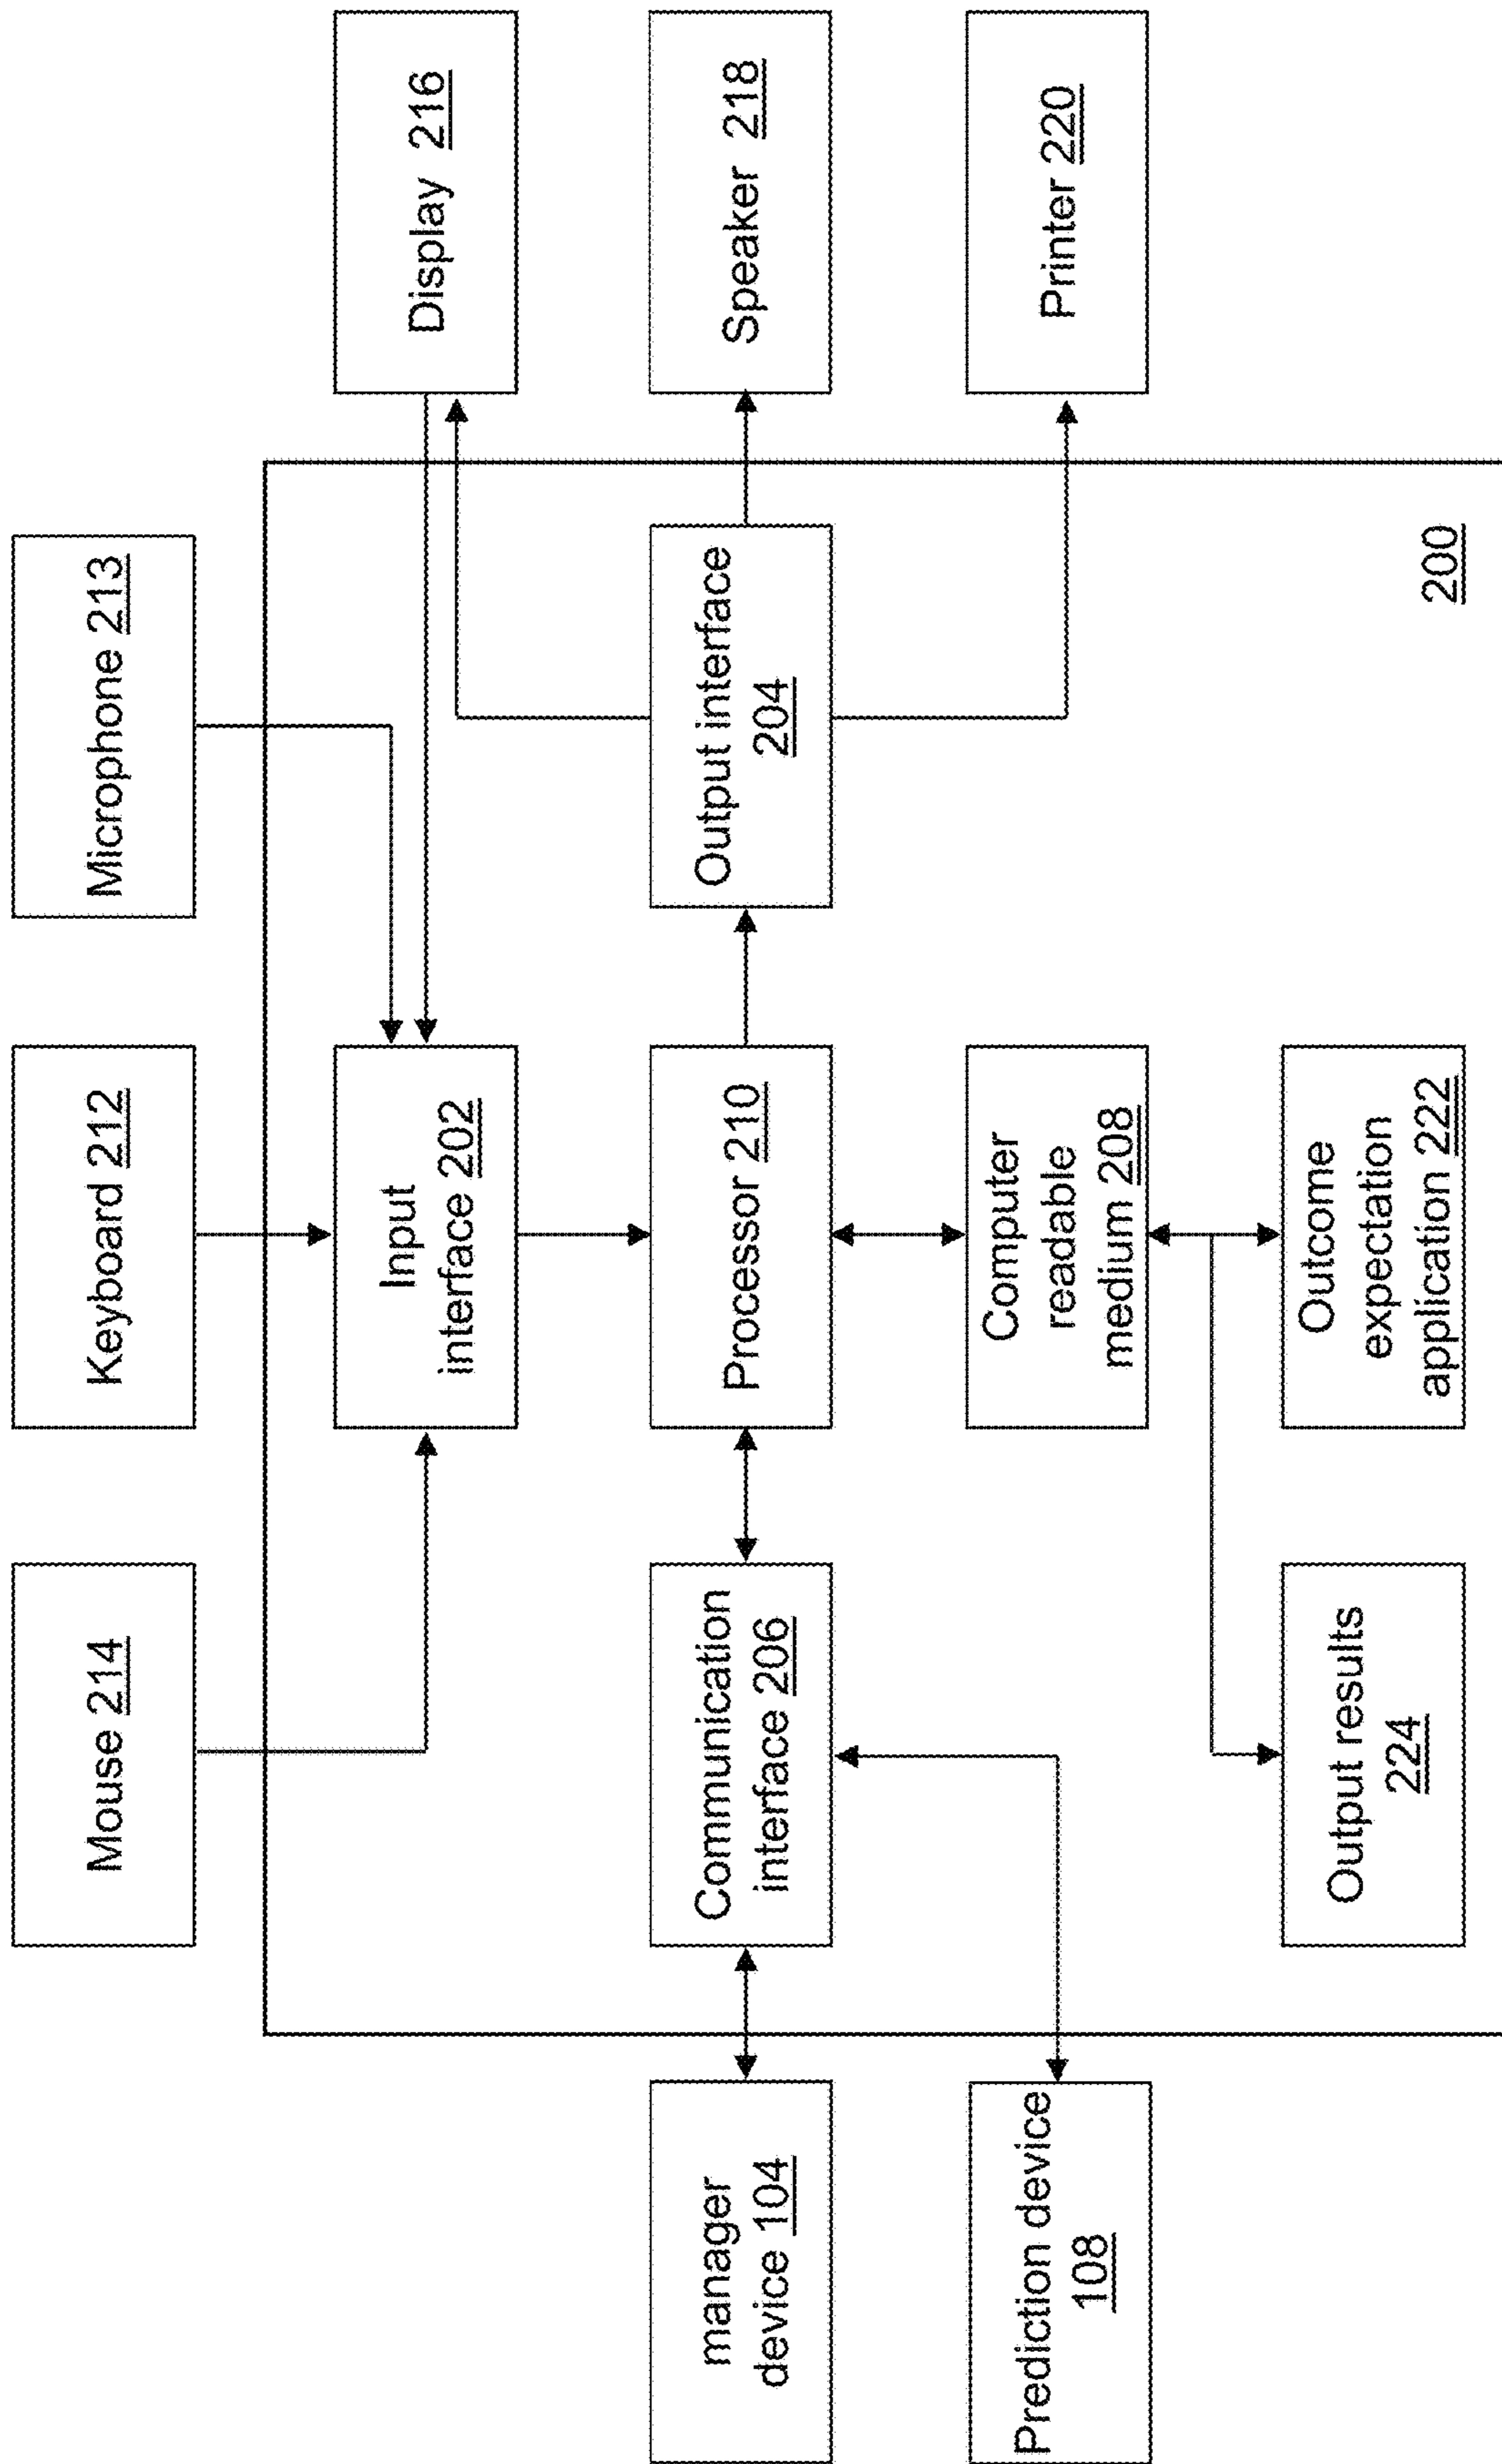 Mouse 214
Keyboard 212
Microphone 213
Input
interface 202
Display 216
manager
device 104
Communication
interface 206
Processor 210
Output interface
204
Speaker 218
Prediction device
108
Computer
readable
medium 208
Printer 220
Output results
224
Outcome
expectation
application 222
200